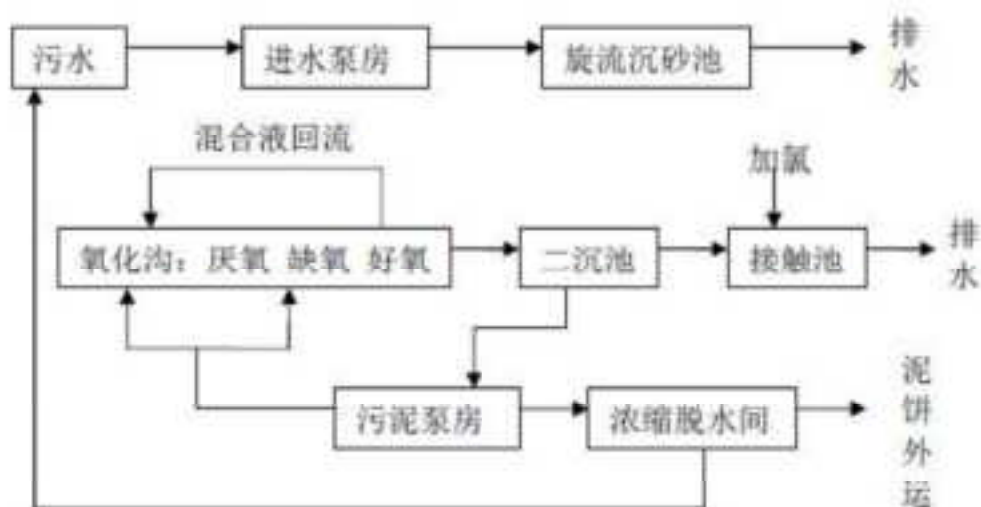 污水
进水泵房
旋流沉砂池
排水
混合液回流
加氯
氧化沟：厌氧 缺氧 好氧
二沉池
接触池
排水
污泥泵房
浓缩脱水间
泥饼外运